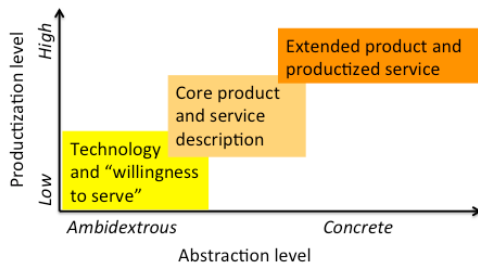 Productization level
High
Low
Extended product and
productized service
Core product
and service
description
Technology
and “willingness
to serve”
Ambidextrous
Concrete
Abstraction level